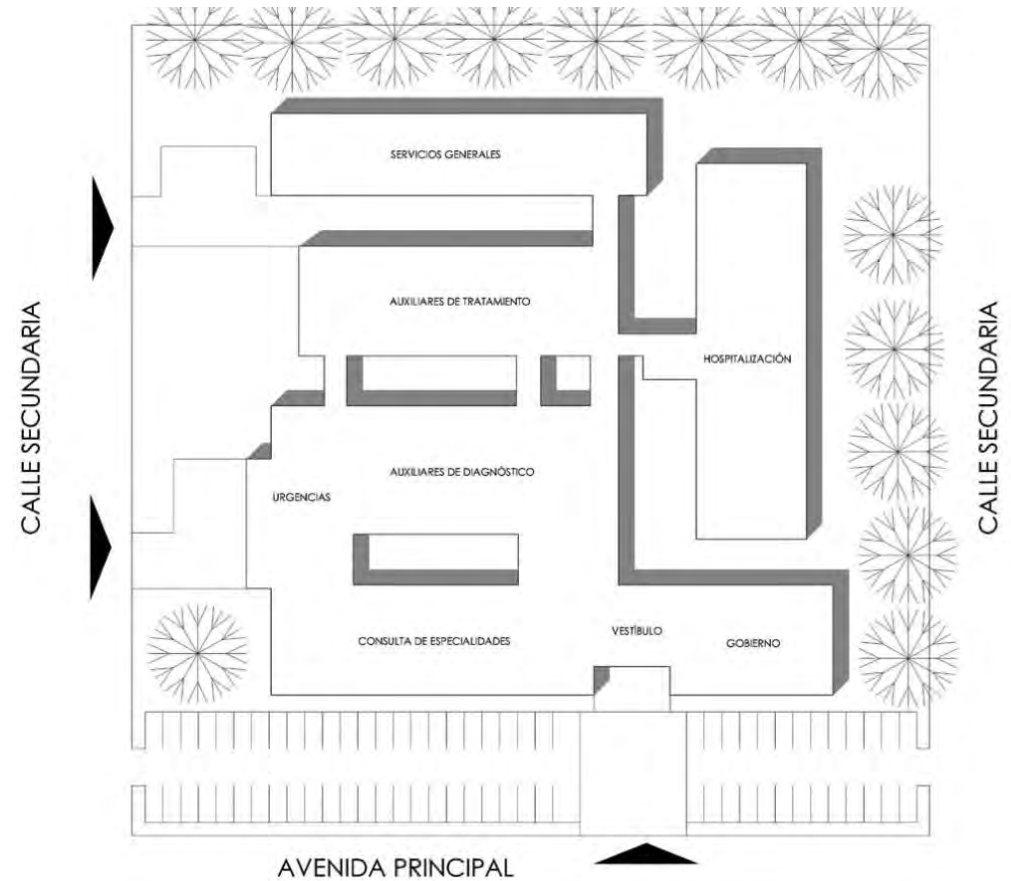 SERVICIOS GENERALES
AUXILIARES DE TRATAMIENTO
HOSPITALIZACIÓN
CALLE SECUNDARIA
CALLE SECUNDARIA
AUXILIARES DE DIAGNÓSTICO
URGENCIAS
CONSULTA DE ESPECIALIDADES
VESTÍBULO
GOBIERNO
AVENIDA PRINCIPAL